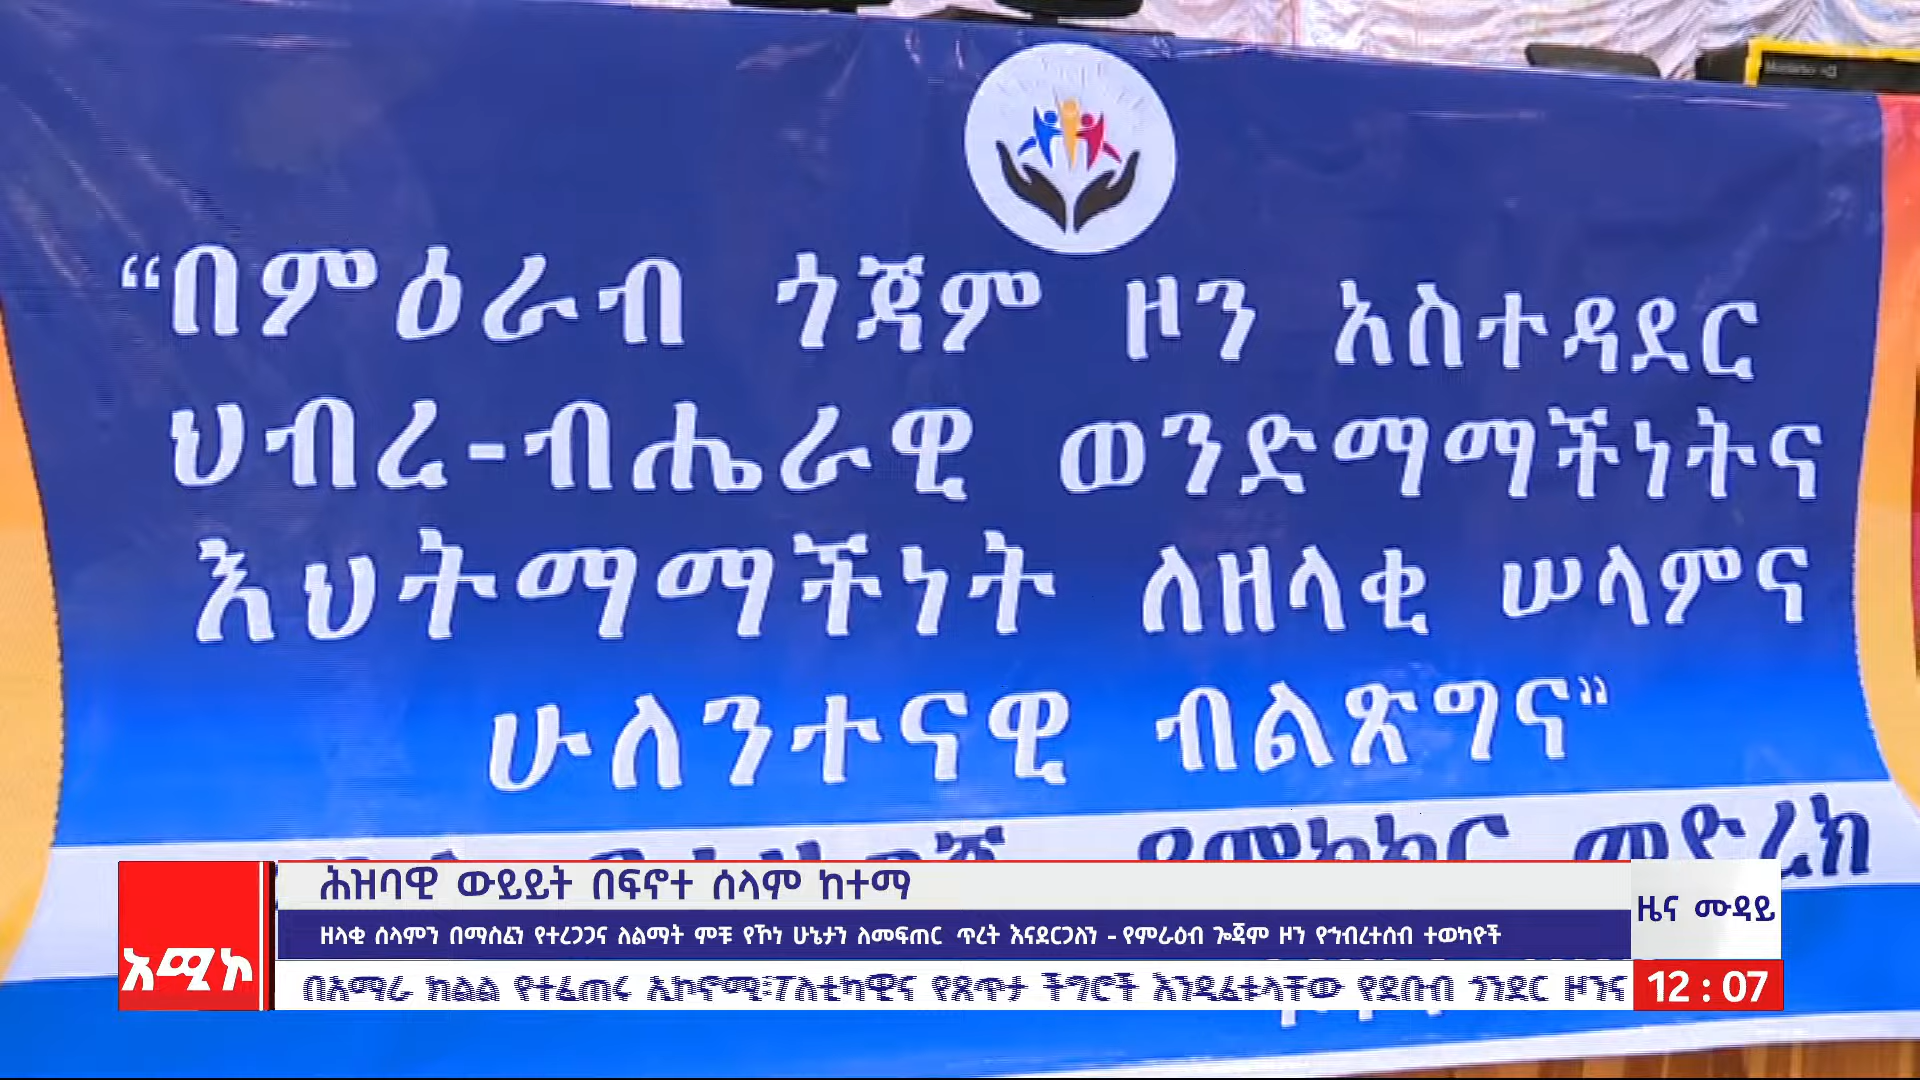 “በምዕራብ ጎጃም ዞን አስተዳደር
ህብረ-ብሔራዊ ወንድማማችነትና
እህትማማችነት ለዘላቂ ሠላምና
ሁለንተናዊ ብልጽግና”
የመከካከር መድረክ
ሕዝባዊ ውይይት በፍኖተ ሰላም ከተማ
ዜና ሙዳይ
ዘላቂ ሰላምን በማስፈን የተረጋጋና ለልማት ምቹ የኾነ ሁኔታን ለመፍጠር ጥረት እናደርጋለን - የምራዕብ ጐጃም ዞን የኅብረተሰብ ተወካዮች
አሚኮ
በአማራ ክልል የተፈጠሩ ኢኮኖሚ፣ፖለቲካዊና የጸጥታ ችግሮች እንዲፈቱላቸው የደቡብ ጎንደር ዞንና
12:07